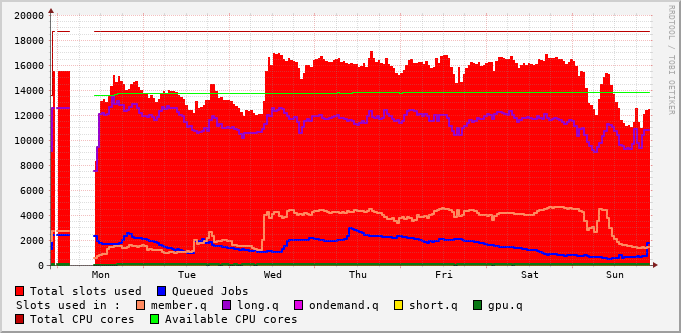 20000
18000
16000
14000
12000
10000
8000
6000
4000
2000
0
Mon Tue Wed Thu Fri Sat Sun
RRDTOOL / TOBI OETIKER
Total slots used Queued Jobs
Slots used in : member.q long.q ondemand.q short.q gpu.q
Total CPU cores Available CPU cores